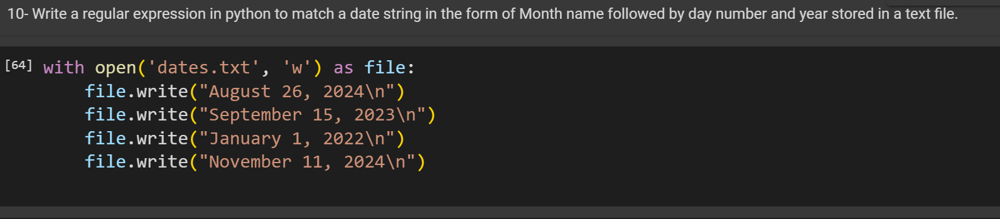 10- Write a regular expression in python to match a date string in the form of Month name followed by day number and year stored in a text file.
[64] with open('dates.txt', 'w') as file:
file.write("August 26, 2024\n")
file.write("September 15, 2023\n")
file.write("January 1, 2022\n")
file.write("November 11, 2024\n")